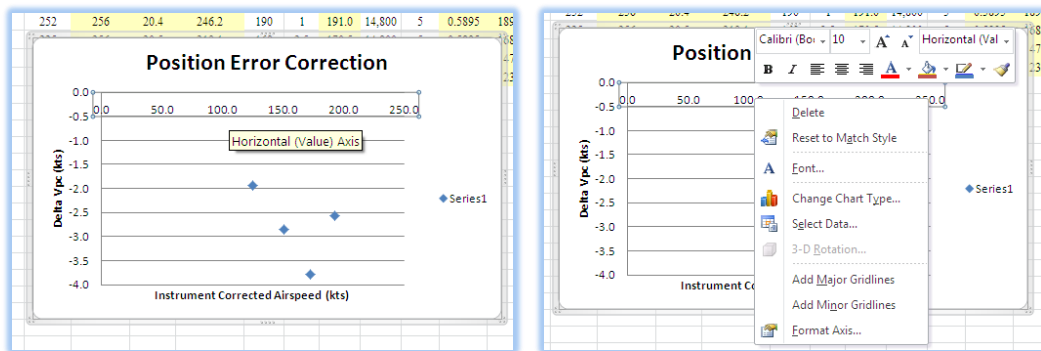 252 256 20.4 246.2 190 1 191.0 14,800 5 0.5895 189
Position Error Correction
0.0
0.0 50.0 100.0 150.0 200.0 250.0
-0.5
Horizontal (Value) Axis
-1.0
-1.5
-2.0
-2.5
-3.0
-3.5
-4.0
Delta Vpc (kts)
Series1
Instrument Corrected Airspeed (kts)
Calibri (Bo 10 A A Horizontal (Val
B I A
Position
0.0
0.0 50.0 100 0.0
-0.5
-1.0
-1.5
-2.0
-2.5
-3.0
-3.5
-4.0
Delta Vpc (kts)
Series1
Instrument Co
Delete
Reset to Match Style
A Font...
Change Chart Type...
Select Data...
3-D Rotation...
Add Major Gridlines
Add Minor Gridlines
Format Axis...